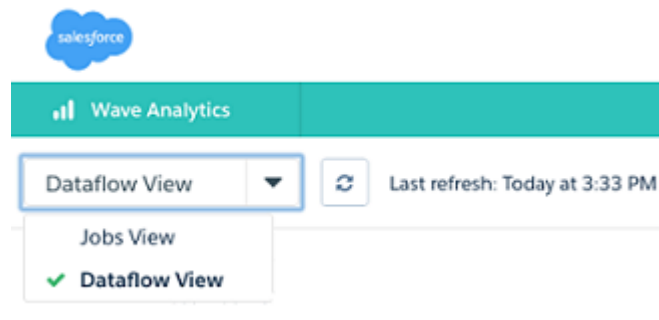 salesforce
Wave Analytics
Dataflow View
Last refresh: Today at 3:33 PM
Jobs View
Dataflow View